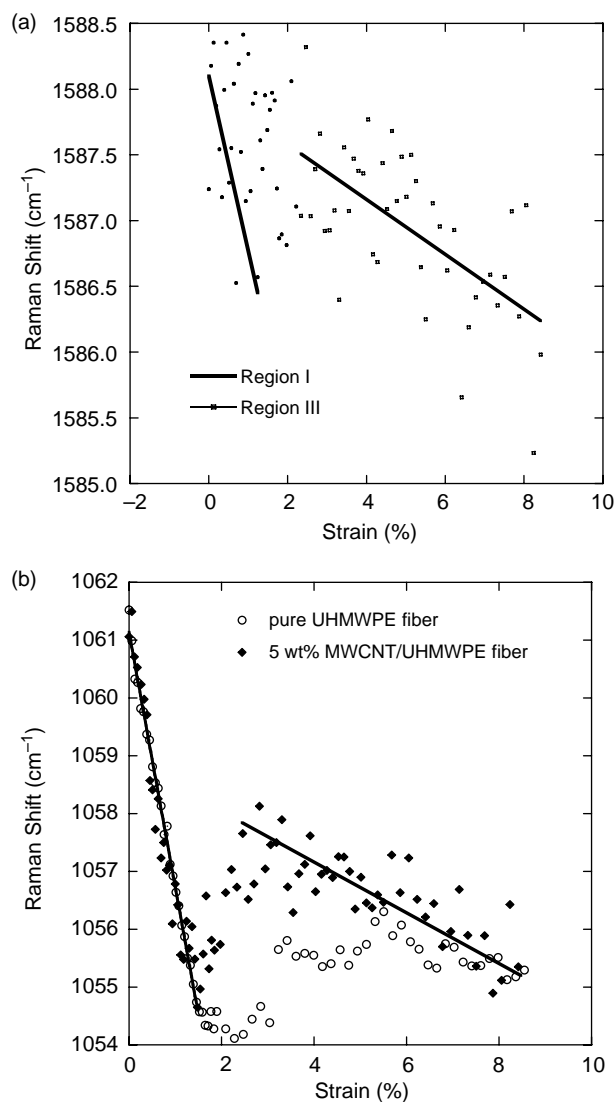 (a)
1588.5
1588.0
1587.5
1587.0
1586.5
1586.0
1585.5
1585.0
Raman Shift (cm−1)
Region I
Region III
−2 0 2 4 6 8 10
Strain (%)
(b)
1062
1061
1060
1059
1058
1057
1056
1055
1054
Raman Shift (cm−1)
pure UHMWPE fiber
5 wt% MWCNT/UHMWPE fiber
0 2 4 6 8 10
Strain (%)